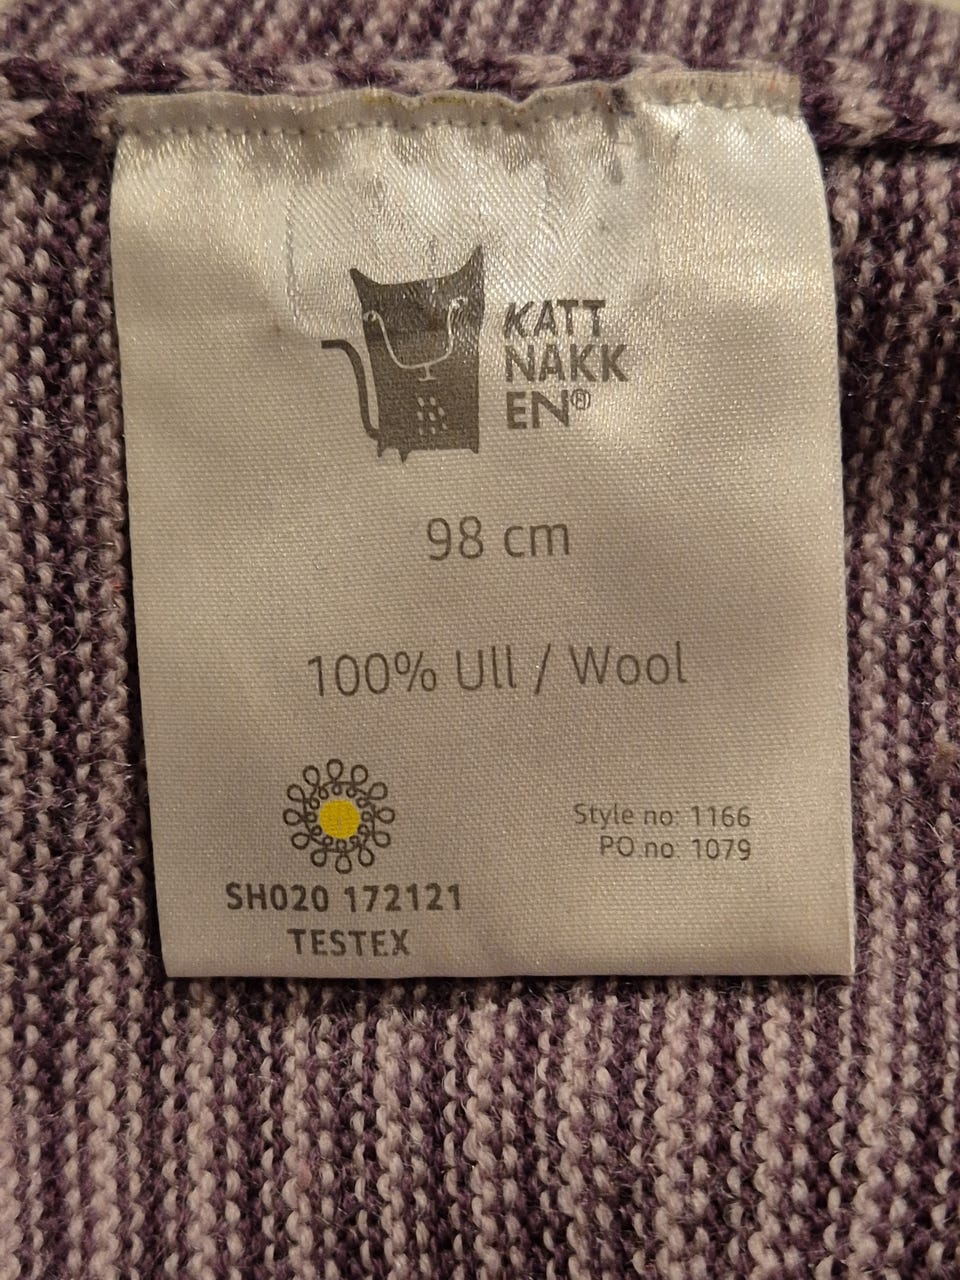 KATT
NAKK
EN®
98 cm
100% Ull / Wool
Style no: 1166
PO.no: 1079
SH020 172121
TESTEX